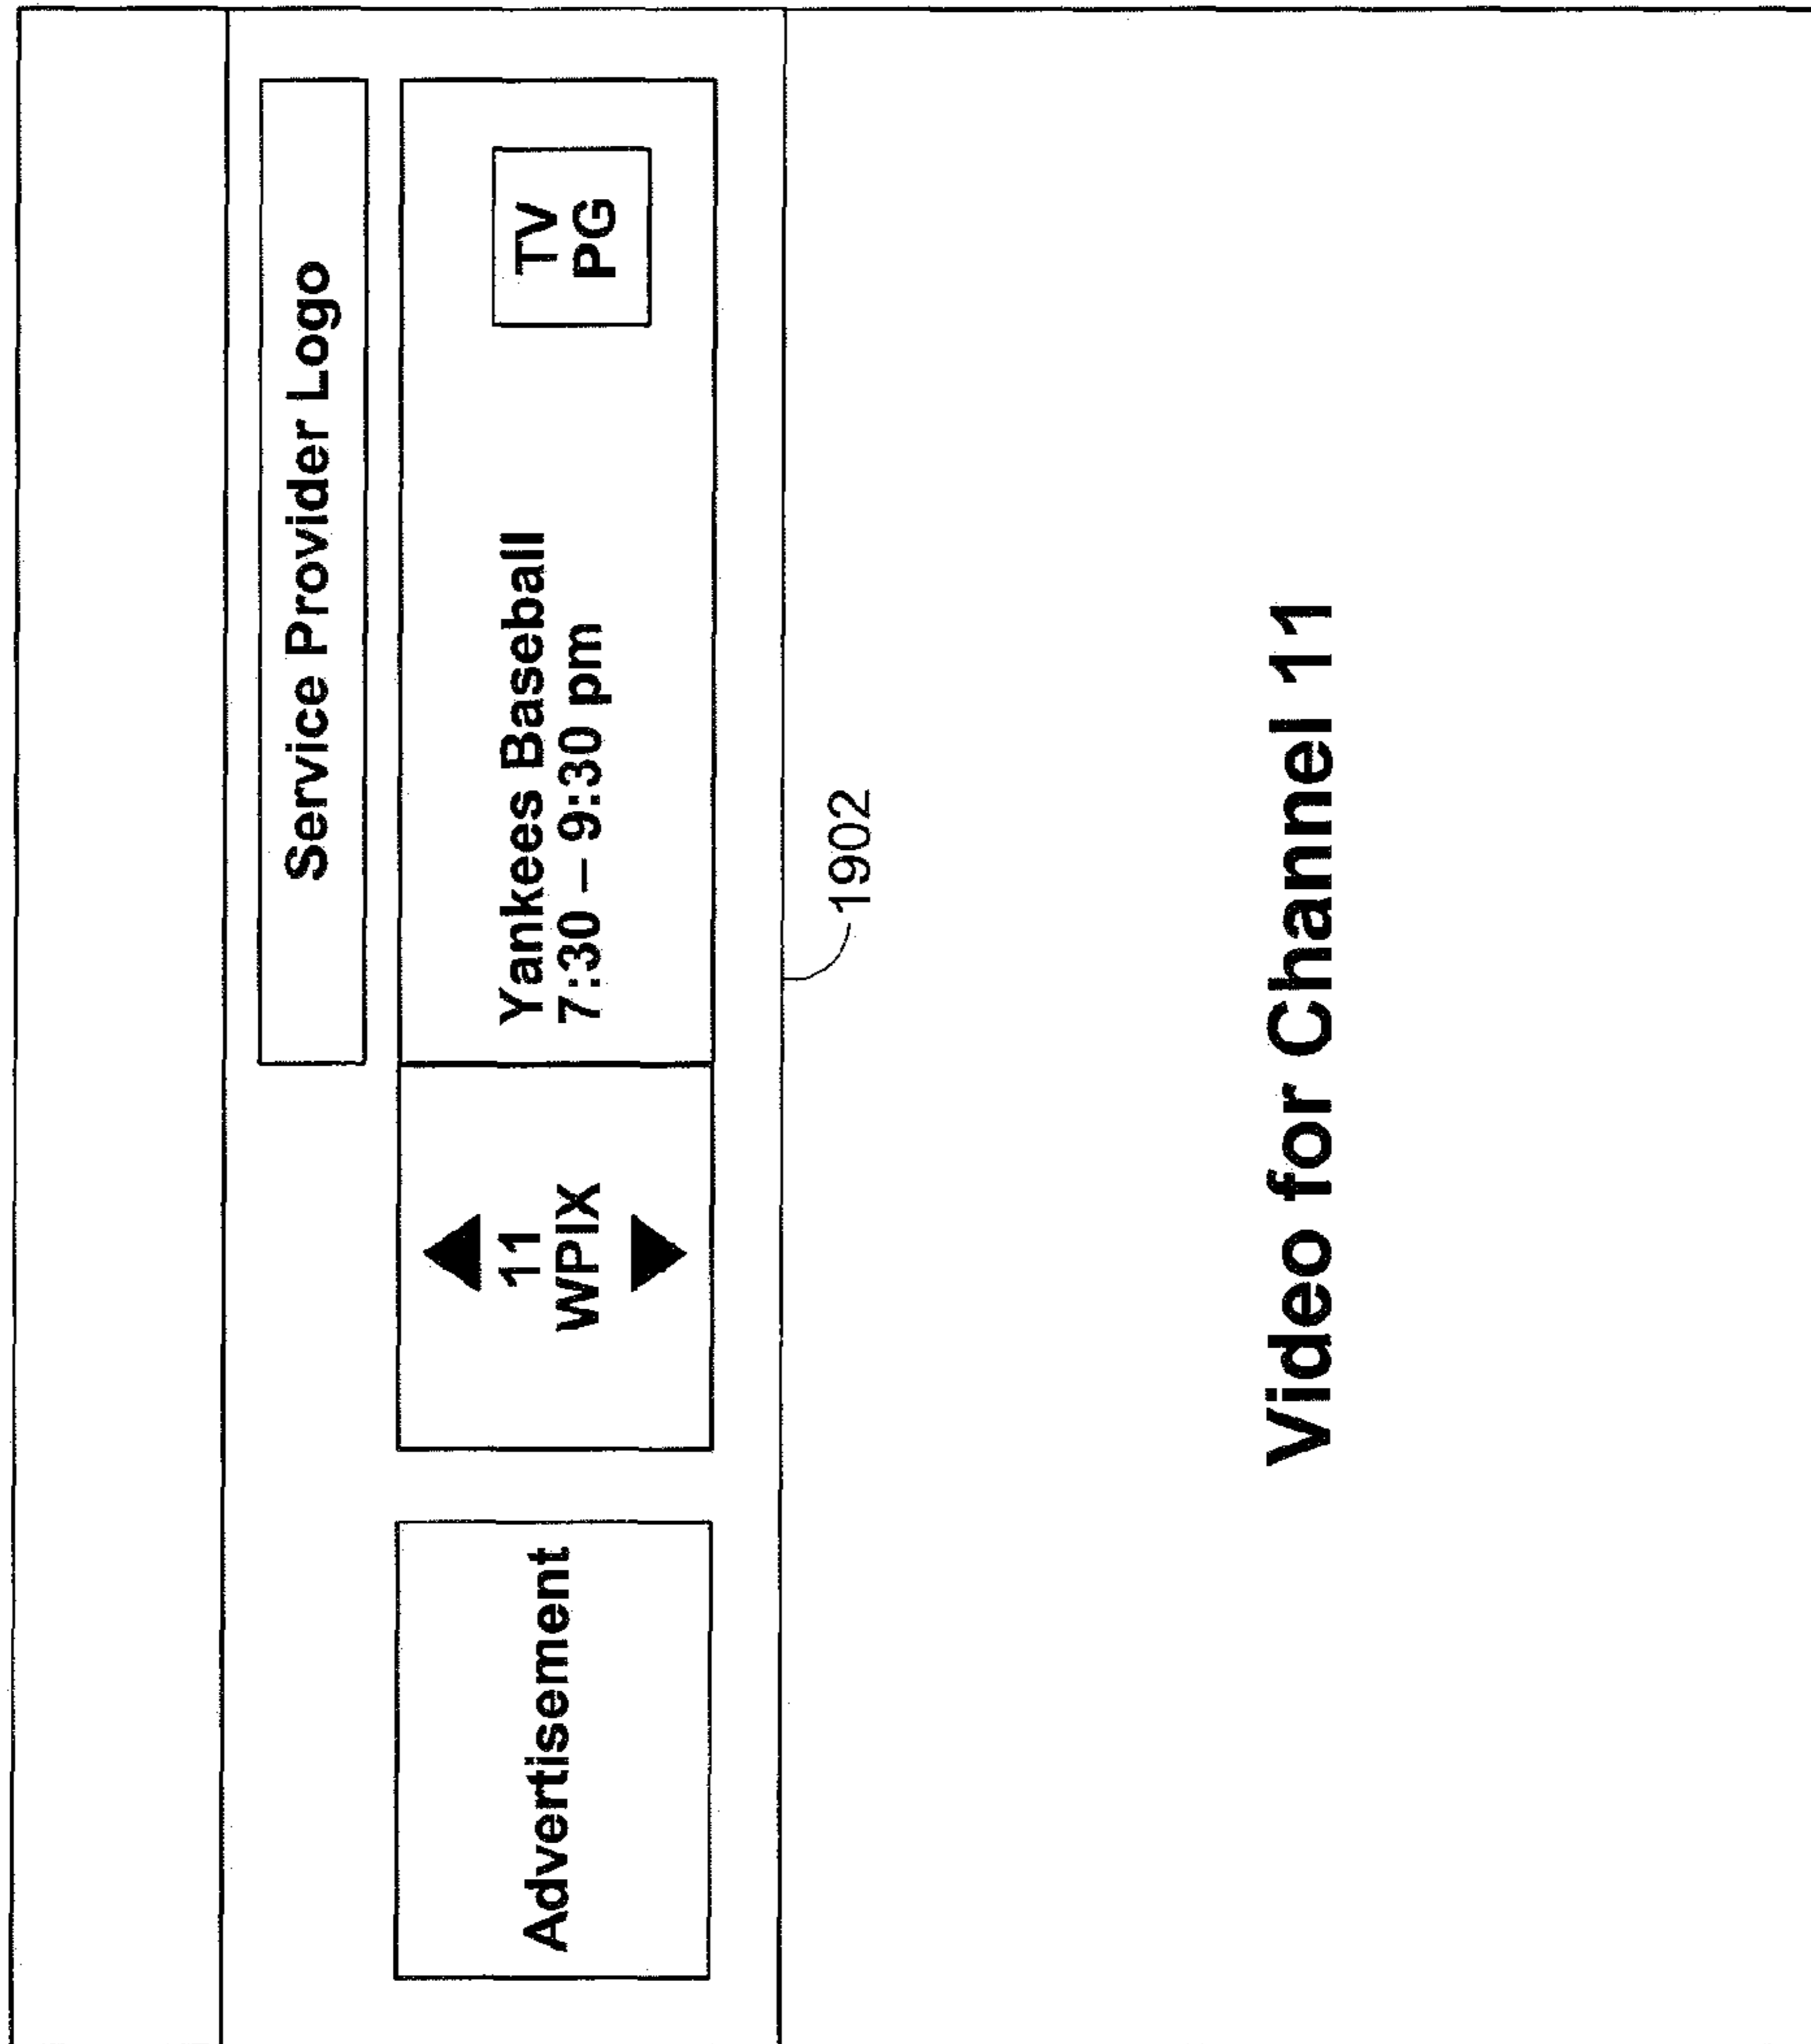 Service Provider Logo
Advertisement
11
WPIX
Yankees Baseball
7:30 – 9:30 pm
TV
PG
1902
Video for Channel 11